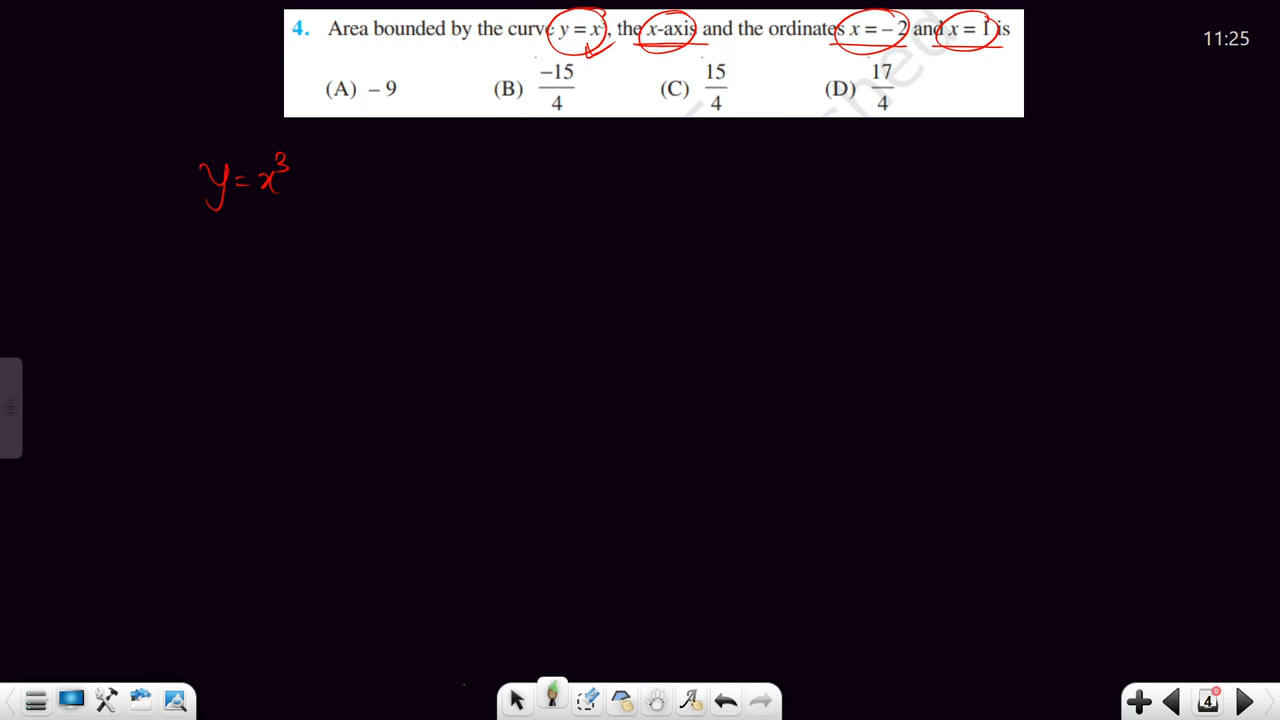 4. Area bounded by the curve y = x³, the x-axis and the ordinates x = – 2 and x = 1 is
11:25
(A) – 9 (B) –15/4 (C) 15/4 (D) 17/4
y = x³
4